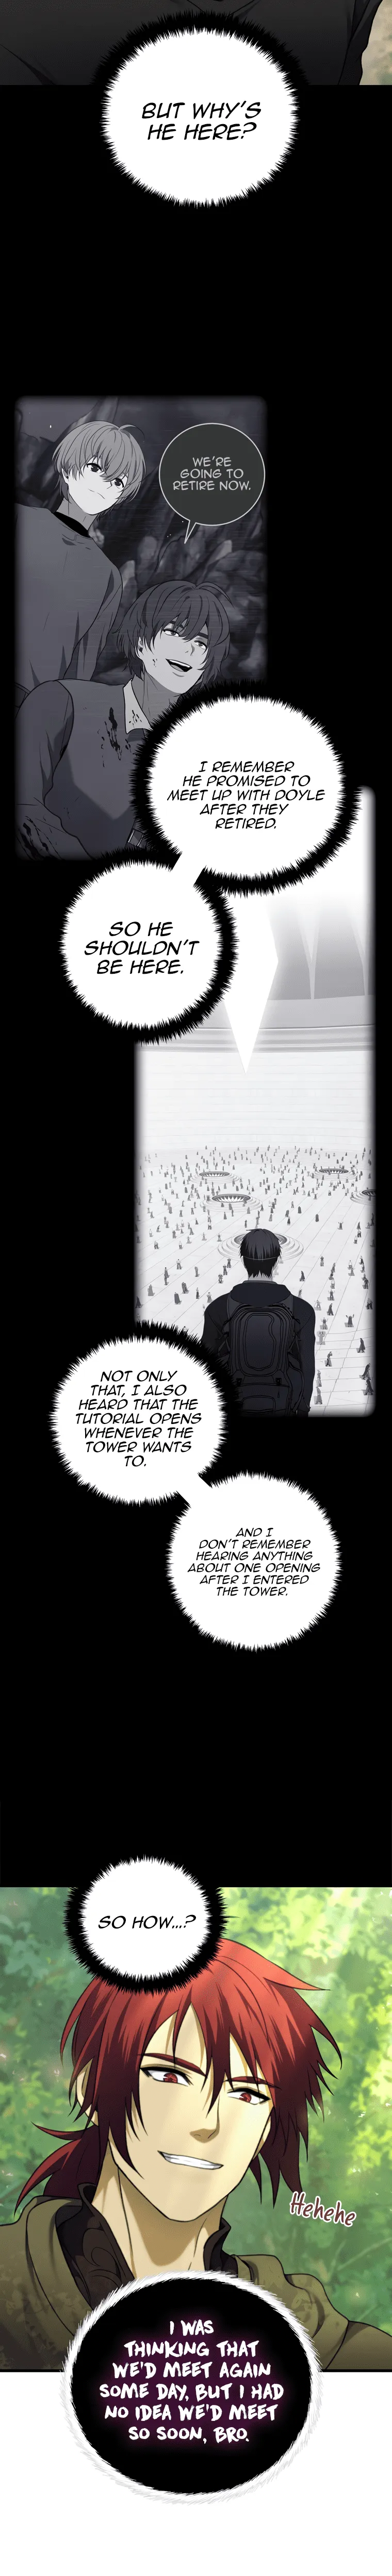 BUT WHY'S
HE HERE?
WE'RE
GOING TO
RETIRE NOW.
I REMEMBER
HE PROMISED TO
MEET UP WITH DOYLE
AFTER THEY
RETIRED.
SO HE
SHOULDN'T
BE HERE.
NOT ONLY
THAT, I ALSO
HEARD THAT THE
TUTORIAL OPENS
WHENEVER THE
TOWER WANTS
TO.
AND I
DON'T REMEMBER
HEARING ANYTHING
ABOUT ONE OPENING
AFTER I ENTERED
THE TOWER.
SO HOW...?
Hehehe
I WAS
THINKING THAT
WE'D MEET AGAIN
SOME DAY, BUT I HAD
NO IDEA WE'D MEET
SO SOON, BRO.